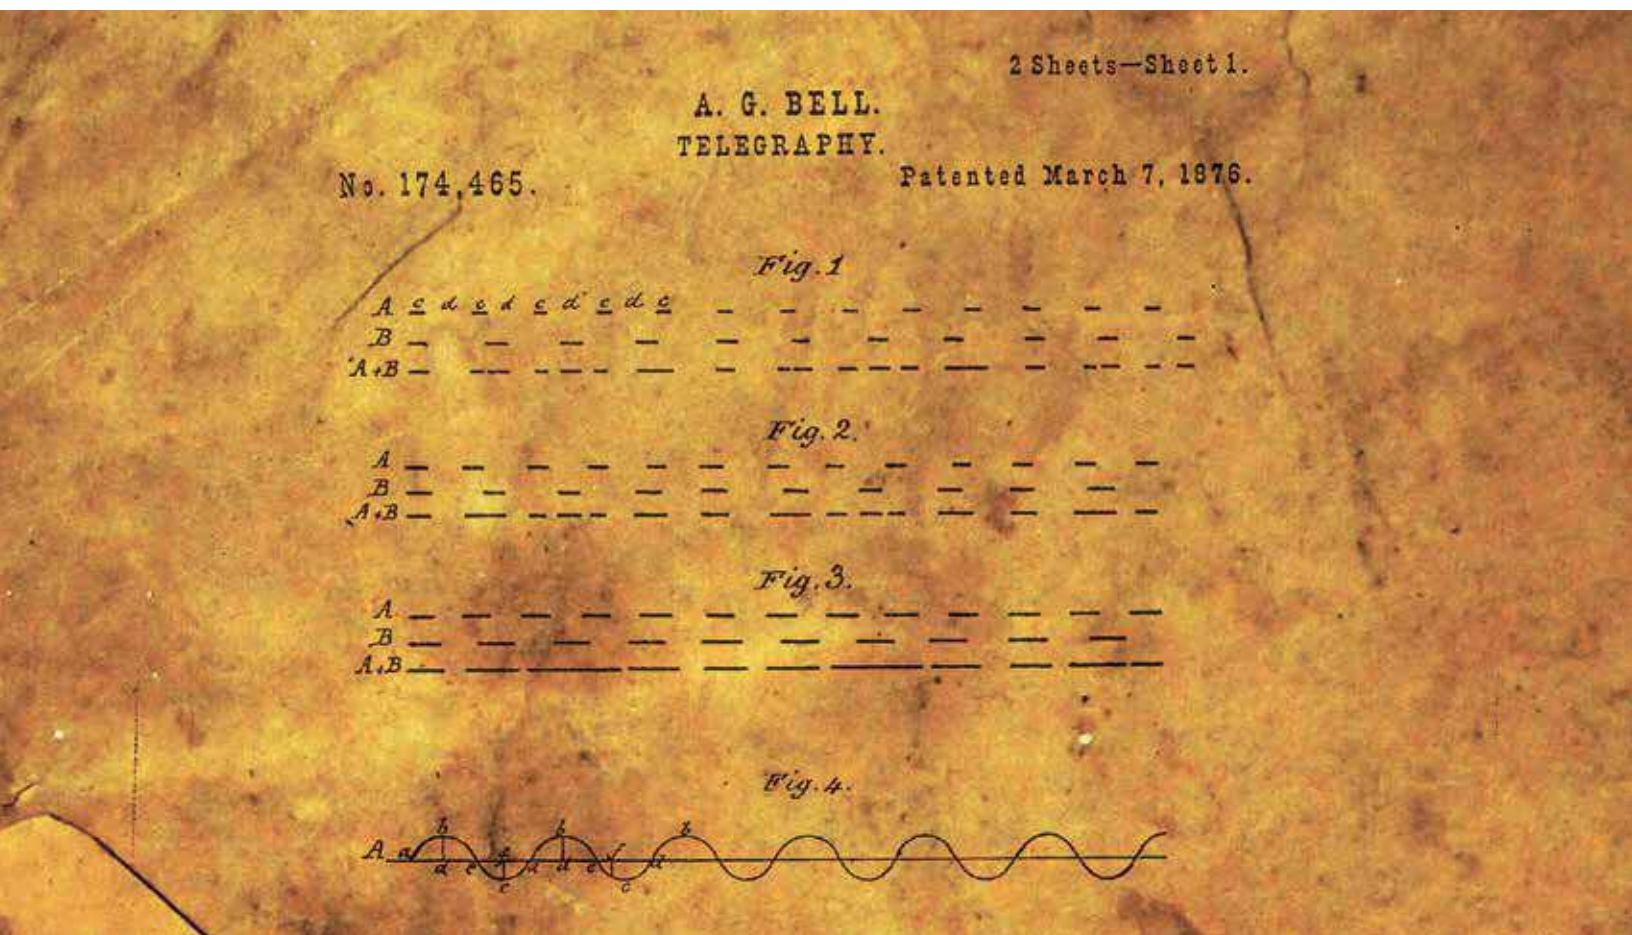 2 Sheets—Sheet 1.
A. G. BELL.
TELEGRAPHY.
No. 174,465.
Patented March 7, 1876.
Fig. 1
A c d c d c d c d c
B
A+B
Fig. 2.
A
B
A+B
Fig. 3.
A
B
A+B
Fig. 4.
b b b
A a
d e d e
c c